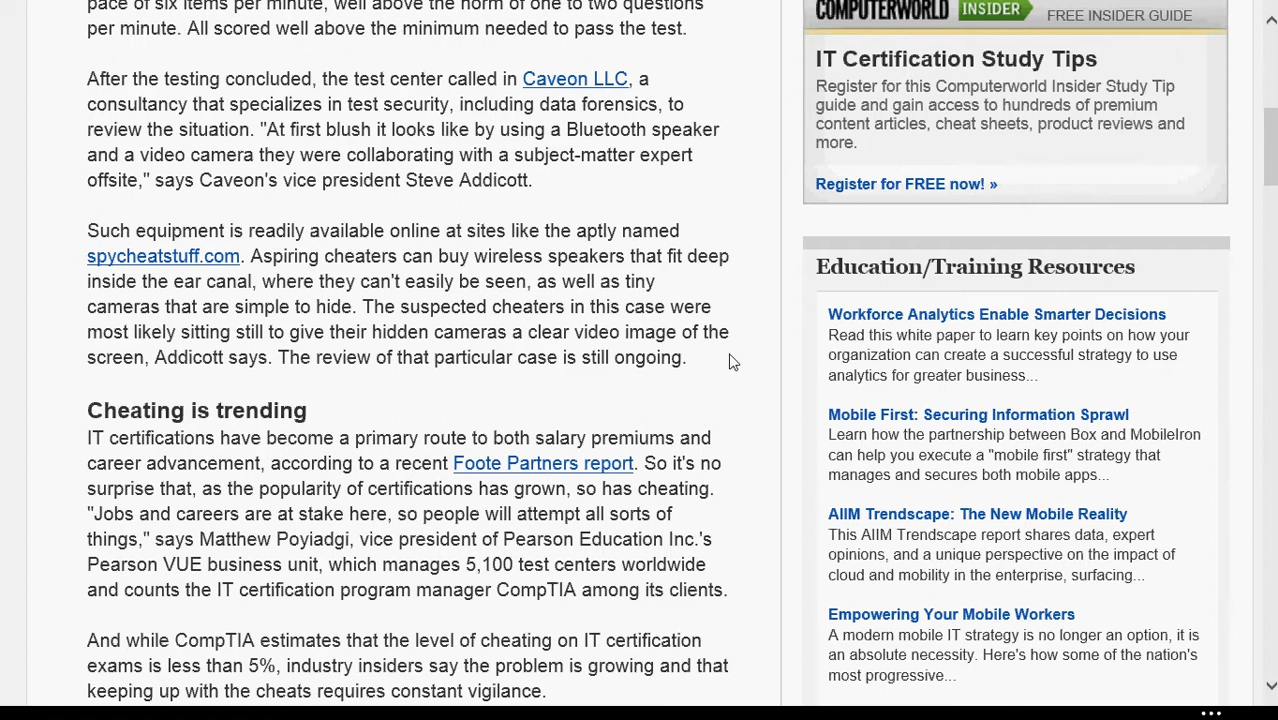 pace of six items per minute, well above the norm of one to two questions
per minute. All scored well above the minimum needed to pass the test.
After the testing concluded, the test center called in Caveon LLC, a
consultancy that specializes in test security, including data forensics, to
review the situation. "At first blush it looks like by using a Bluetooth speaker
and a video camera they were collaborating with a subject-matter expert
offsite," says Caveon's vice president Steve Addicott.
Such equipment is readily available online at sites like the aptly named
spycheatstuff.com. Aspiring cheaters can buy wireless speakers that fit deep
inside the ear canal, where they can't easily be seen, as well as tiny
cameras that are simple to hide. The suspected cheaters in this case were
most likely sitting still to give their hidden cameras a clear video image of the
screen, Addicott says. The review of that particular case is still ongoing.
Cheating is trending
IT certifications have become a primary route to both salary premiums and
career advancement, according to a recent Foote Partners report. So it's no
surprise that, as the popularity of certifications has grown, so has cheating.
"Jobs and careers are at stake here, so people will attempt all sorts of
things," says Matthew Poyiadgi, vice president of Pearson Education Inc.'s
Pearson VUE business unit, which manages 5,100 test centers worldwide
and counts the IT certification program manager CompTIA among its clients.
And while CompTIA estimates that the level of cheating on IT certification
exams is less than 5%, industry insiders say the problem is growing and that
keeping up with the cheats requires constant vigilance.
COMPUTERWORLD INSIDER FREE INSIDER GUIDE
IT Certification Study Tips
Register for this Computerworld Insider Study Tip
guide and gain access to hundreds of premium
content articles, cheat sheets, product reviews and
more.
Register for FREE now! »
Education/Training Resources
Workforce Analytics Enable Smarter Decisions
Read this white paper to learn key points on how your
organization can create a successful strategy to use
analytics for greater business...
Mobile First: Securing Information Sprawl
Learn how the partnership between Box and MobileIron
can help you execute a "mobile first" strategy that
manages and secures both mobile apps...
AIIM Trendscape: The New Mobile Reality
This AIIM Trendscape report shares data, expert
opinions, and a unique perspective on the impact of
cloud and mobility in the enterprise, surfacing...
Empowering Your Mobile Workers
A modern mobile IT strategy is no longer an option, it is
an absolute necessity. Here's how some of the nation's
most progressive...